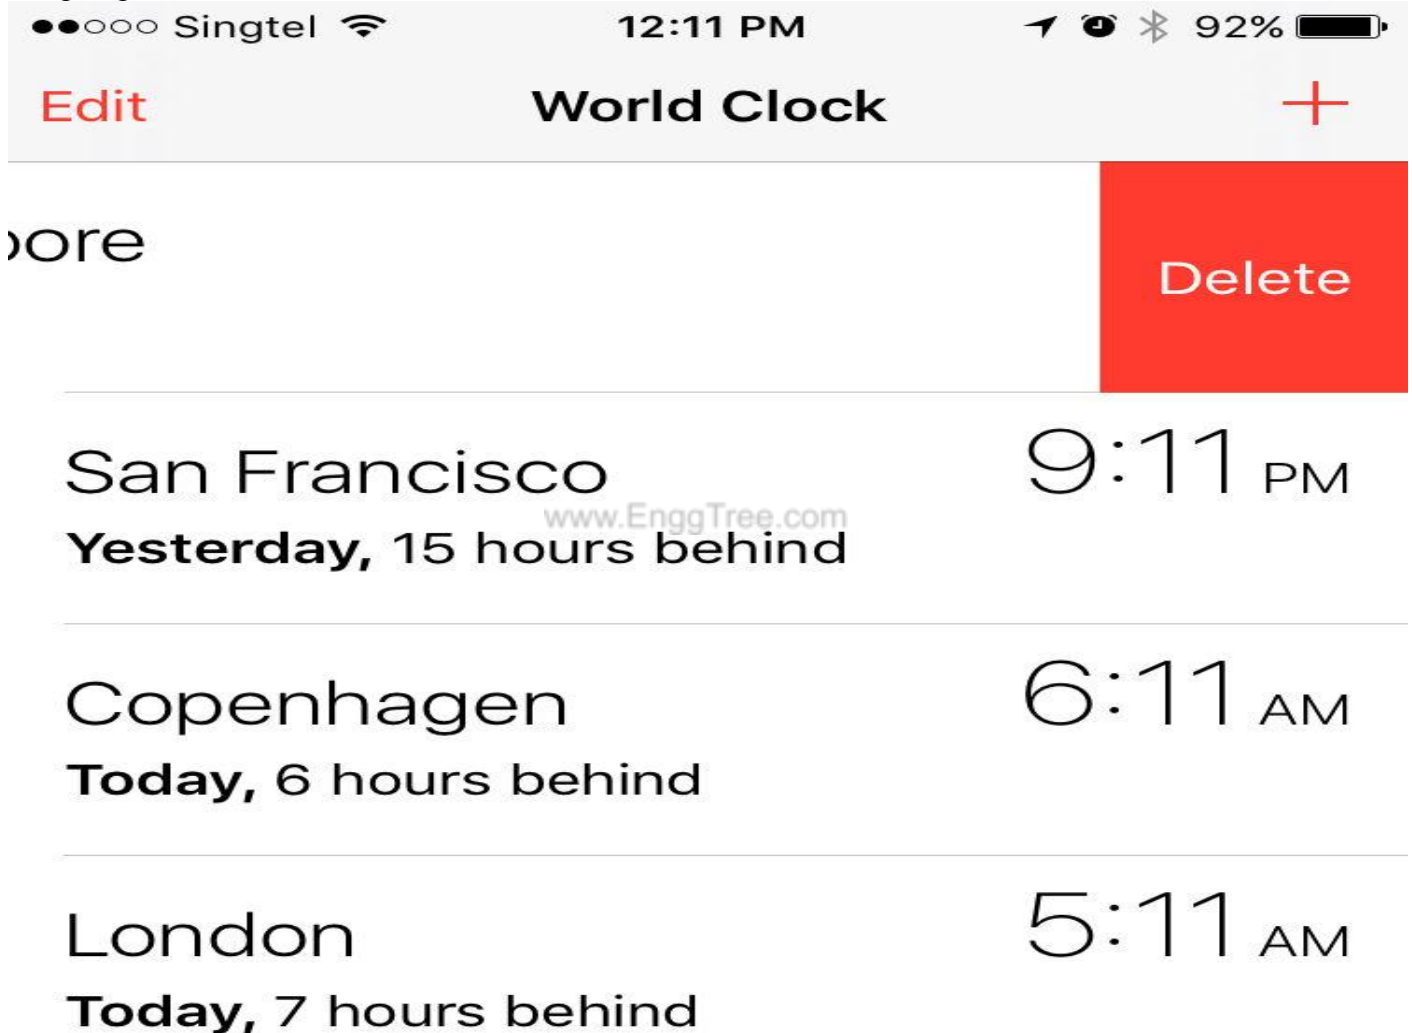 Singtel 12:11 PM 92%
Edit World Clock +
pore
Delete
San Francisco 9:11 PM
www.EnggTree.com
Yesterday, 15 hours behind
Copenhagen 6:11 AM
Today, 6 hours behind
London 5:11 AM
Today, 7 hours behind